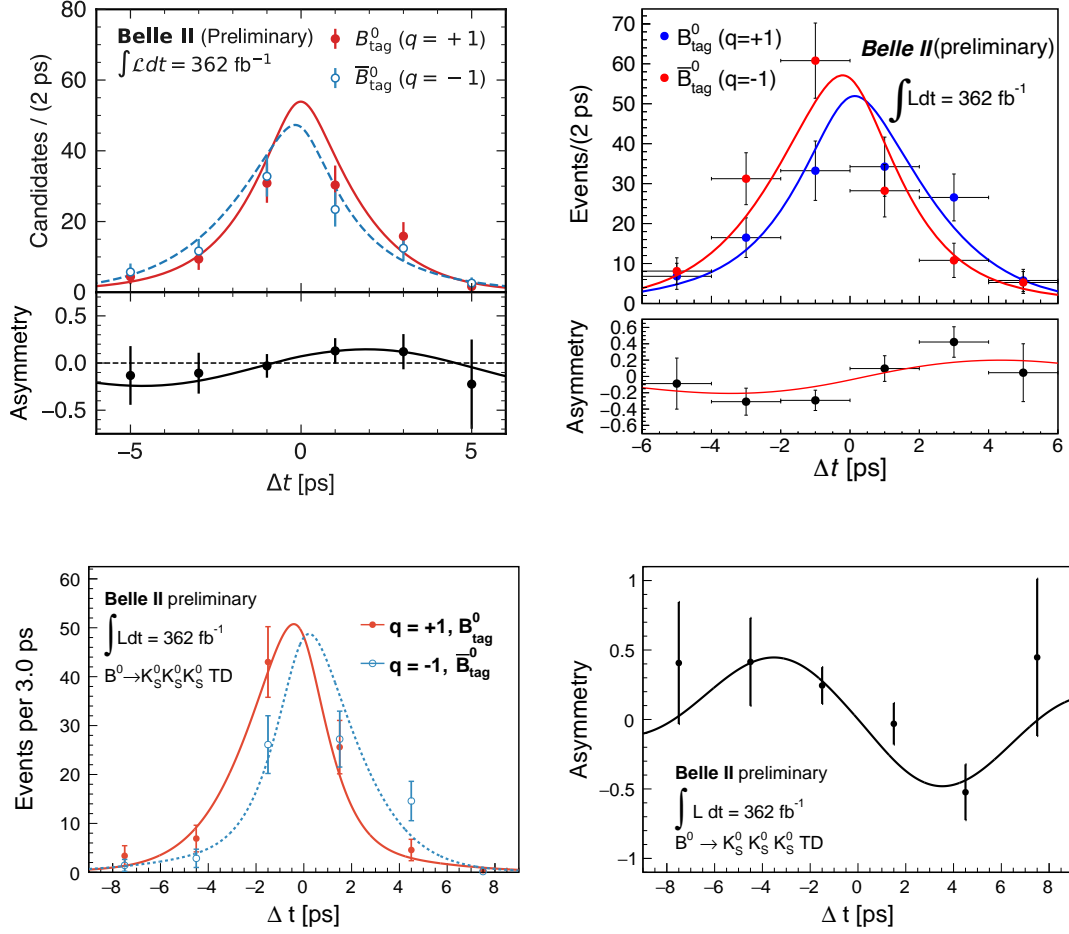 Belle II (Preliminary)
∫ℒdt = 362 fb⁻¹
B⁰tag (q = +1)
B̅⁰tag (q = −1)
Candidates / (2 ps)
80
60
40
20
0
Asymmetry
0.5
0.0
−0.5
−5
0
5
Δt [ps]
B⁰tag (q=+1)
B̅⁰tag (q=-1)
Belle II (preliminary)
∫Ldt = 362 fb⁻¹
Events/(2 ps)
70
60
50
40
30
20
10
0
Asymmetry
0.6
0.4
0.2
0
−0.2
−0.4
−0.6
−6
−4
−2
0
2
4
6
Δt [ps]
Belle II preliminary
∫Ldt = 362 fb⁻¹
B⁰→K⁰SK⁰SK⁰S TD
q = +1, B⁰tag
q = -1, B̅⁰tag
Events per 3.0 ps
60
50
40
30
20
10
0
−8
−6
−4
−2
0
2
4
6
8
Δ t [ps]
Asymmetry
1
0.5
0
−0.5
−1
Belle II preliminary
∫L dt = 362 fb⁻¹
B⁰ → K⁰S K⁰S K⁰S TD
−8
−6
−4
−2
0
2
4
6
8
Δ t [ps]